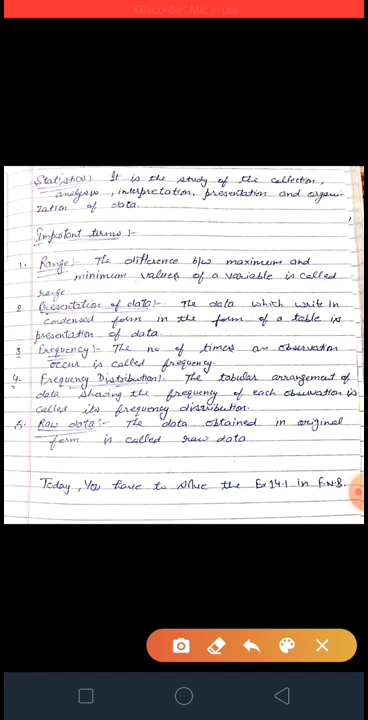 "XRecorder",Mic in use
Statistics:- It is the study of the collection,
analysis, interpretation, presentation and organi-
zation of data.
Important terms :-
1. Range:- The difference b/w maximum and
minimum values of a variable is called
range.
2. Presentation of data:- The data which write in
condensed form in the form of a table is
presentation of data.
3. Frequency:- The no of times an observation
occur is called frequency.
4. Frequency Distribution:- The tabular arrangement of
data showing the frequency of each observation is
called its frequency distribution.
5. Raw data:- The data obtained in original
form is called raw data
Today, You have to solve the Ex 14.1 in F.N.B.